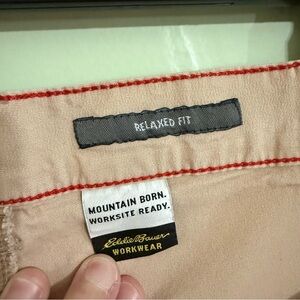 RELAXED FIT
MOUNTAIN BORN.
WORKSITE READY.
Eddie Bauer
WORKWEAR